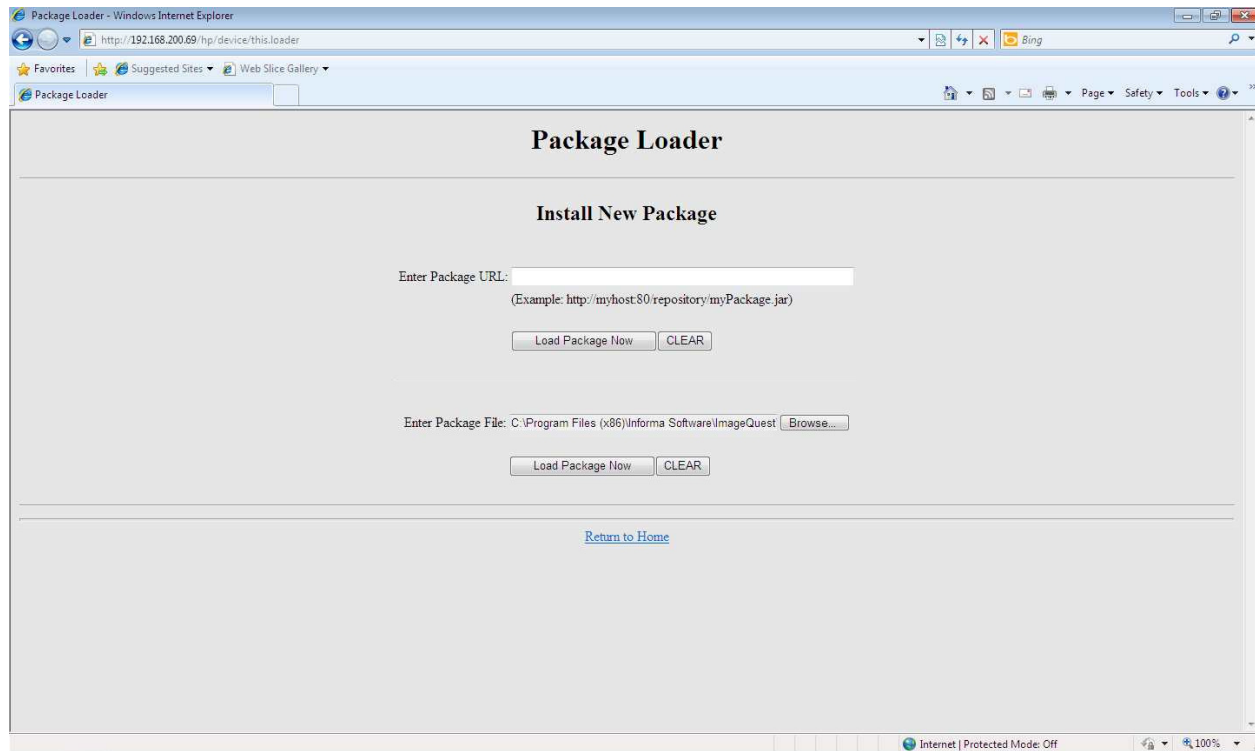 Package Loader - Windows Internet Explorer
http://192.168.200.69/hp/device/this.loader
Bing
Favorites Suggested Sites Web Slice Gallery
Package Loader
Page Safety Tools
Package Loader
Install New Package
Enter Package URL:
(Example: http://myhost:80/repository/myPackage.jar)
Load Package Now CLEAR
Enter Package File: C:\Program Files (x86)\Informa Software\ImageQuest Browse...
Load Package Now CLEAR
Return to Home
Internet | Protected Mode: Off 100%